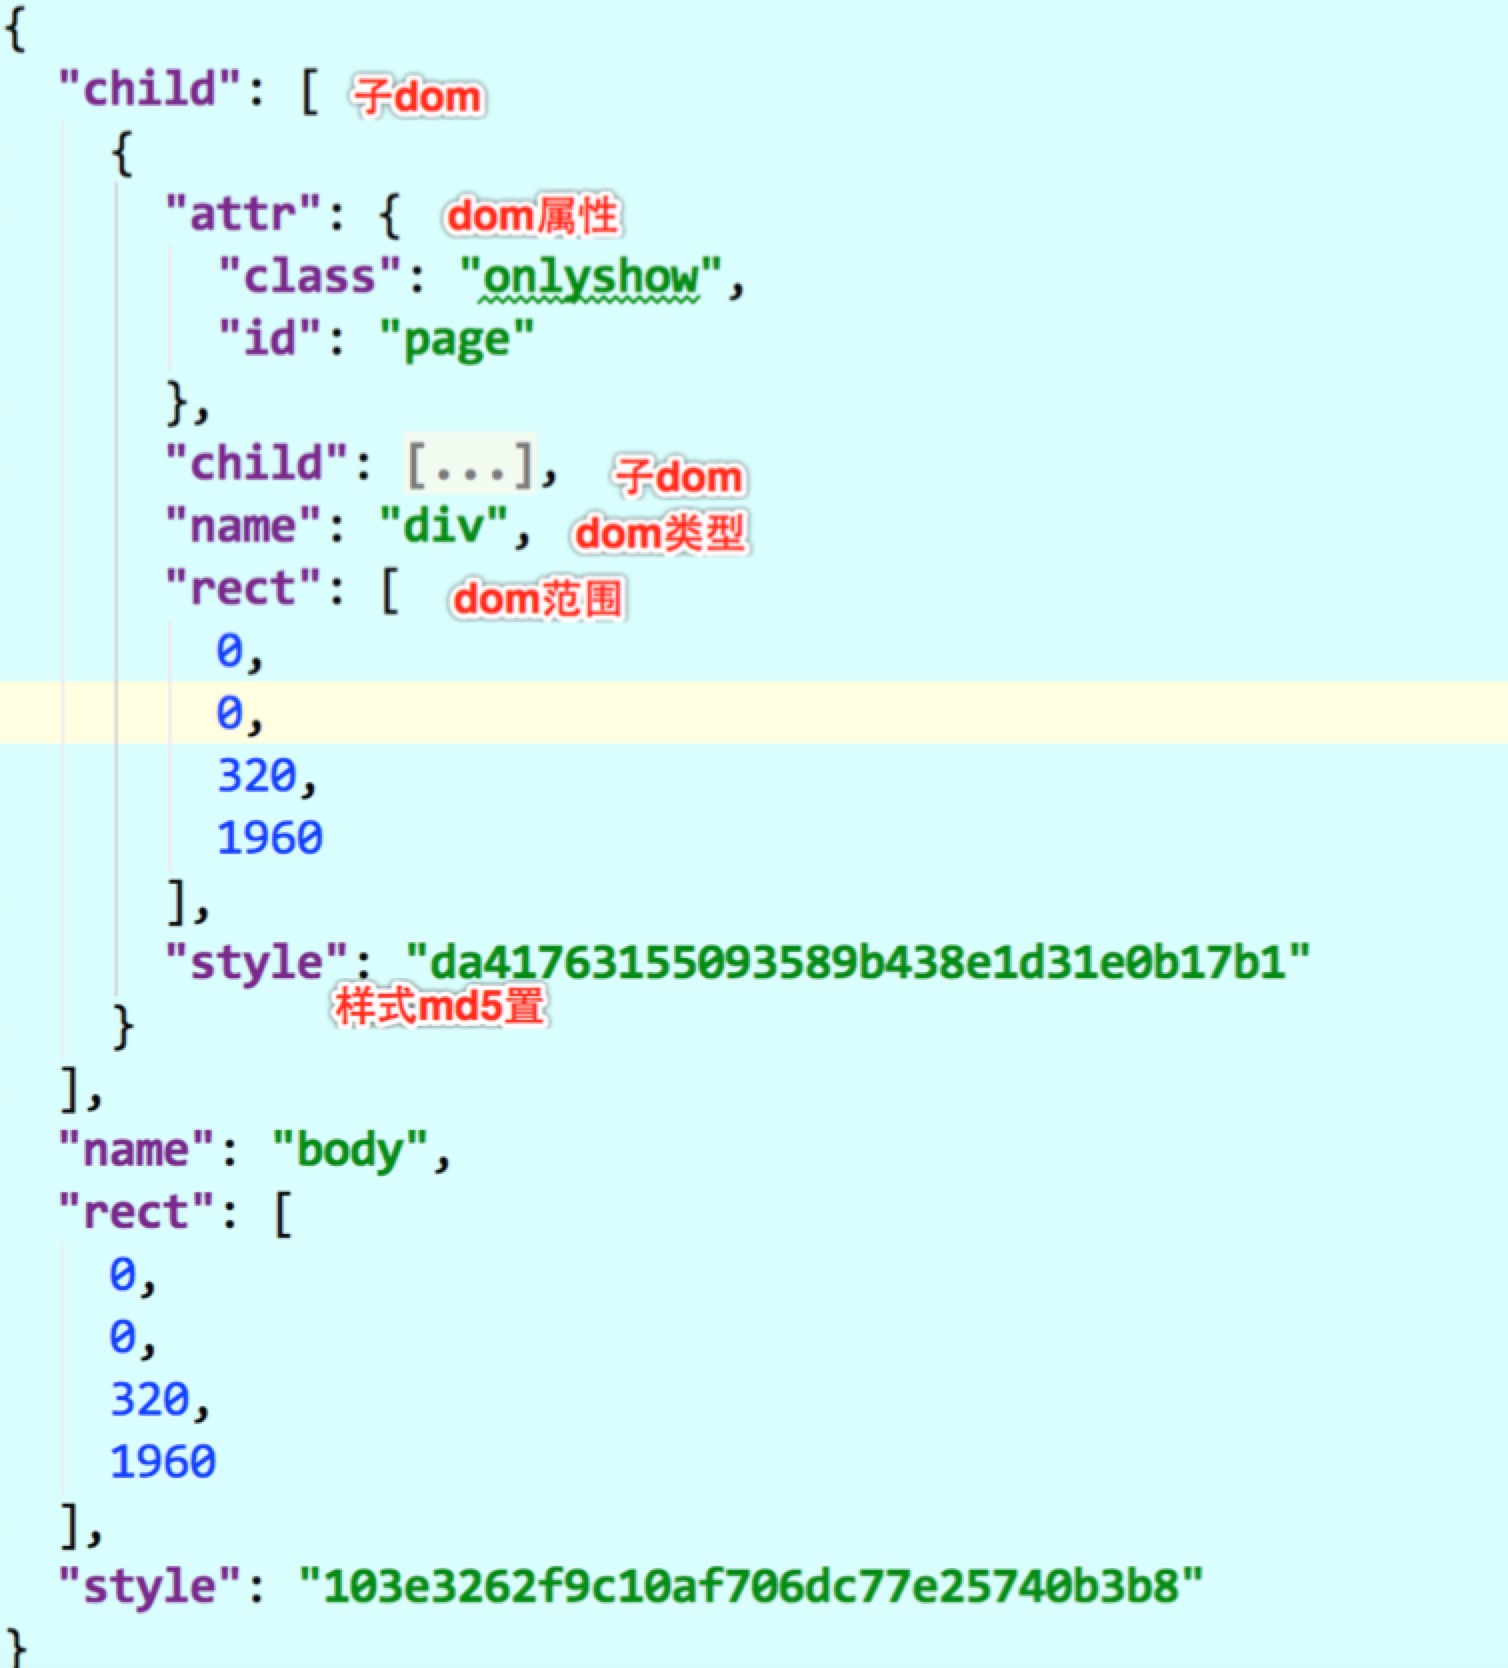 {
"child": [ 子dom
{
"attr": { dom属性
"class": "onlyshow",
"id": "page"
},
"child": [...], 子dom
"name": "div", dom类型
"rect": [ dom范围
0,
0,
320,
1960
],
"style": "da41763155093589b438e1d31e0b17b1"
样式md5置
}
],
"name": "body",
"rect": [
0,
0,
320,
1960
],
"style": "103e3262f9c10af706dc77e25740b3b8"
}